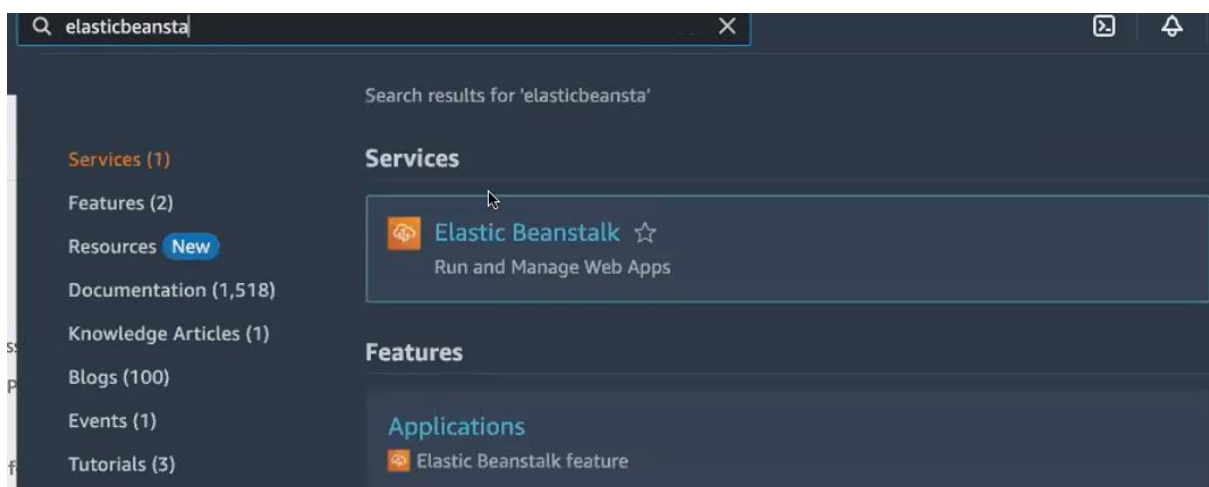 elasticbeansta
Search results for 'elasticbeansta'
Services (1)
Features (2)
Resources New
Documentation (1,518)
Knowledge Articles (1)
Blogs (100)
Events (1)
Tutorials (3)
Services
Elastic Beanstalk
Run and Manage Web Apps
Features
Applications
Elastic Beanstalk feature